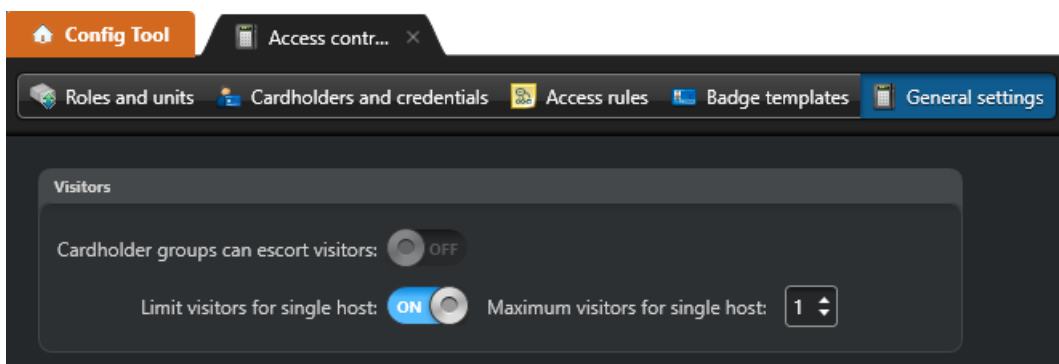 Config Tool Access contr... ×
Roles and units Cardholders and credentials Access rules Badge templates General settings
Visitors
Cardholder groups can escort visitors: OFF
Limit visitors for single host: ON Maximum visitors for single host: 1